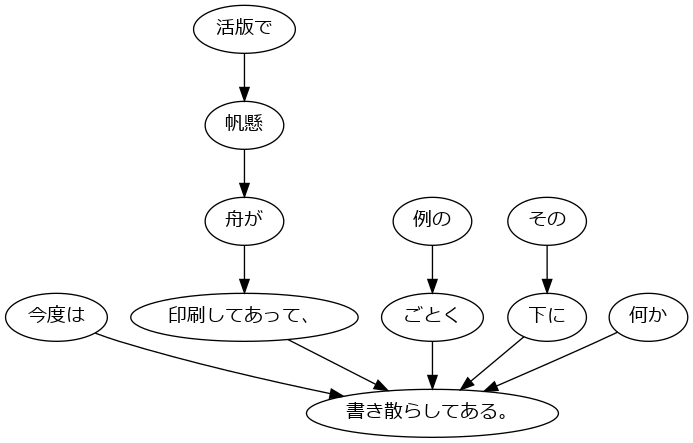 活版で
帆懸
舟が
例の
その
今度は
印刷してあって、
ごとく
下に
何か
書き散らしてある。